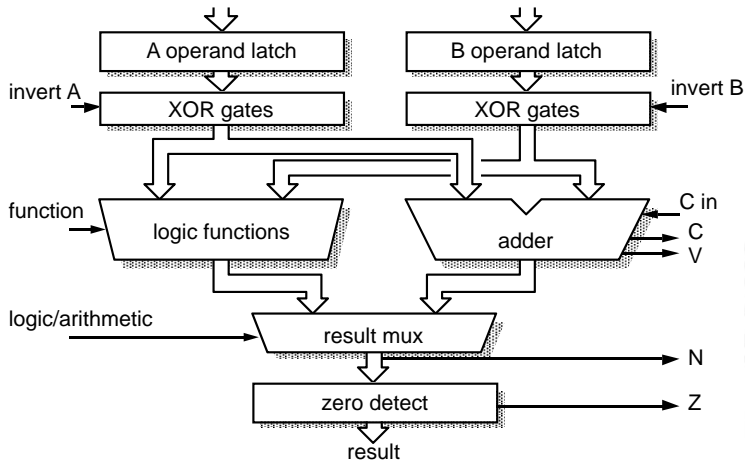 A operand latch
B operand latch
invert A
invert B
XOR gates
XOR gates
function
C in
logic functions
adder
C
V
logic/arithmetic
result mux
N
zero detect
Z
result